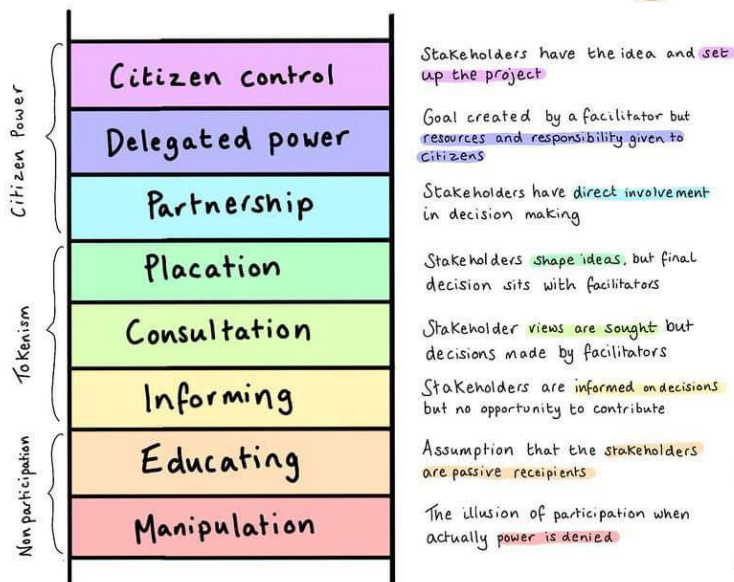 Citizen Power
Citizen control
Stakeholders have the idea and set
up the project
Delegated power
Goal created by a facilitator but
resources and responsibility given to
citizens
Partnership
Stakeholders have direct involvement
in decision making
Tokenism
Placation
Stakeholders shape ideas, but final
decision sits with facilitators
Consultation
Stakeholder views are sought but
decisions made by facilitators
Informing
Stakeholders are informed on decisions
but no opportunity to contribute
Nonparticipation
Educating
Assumption that the stakeholders
are passive receipients
Manipulation
The illusion of participation when
actually power is denied